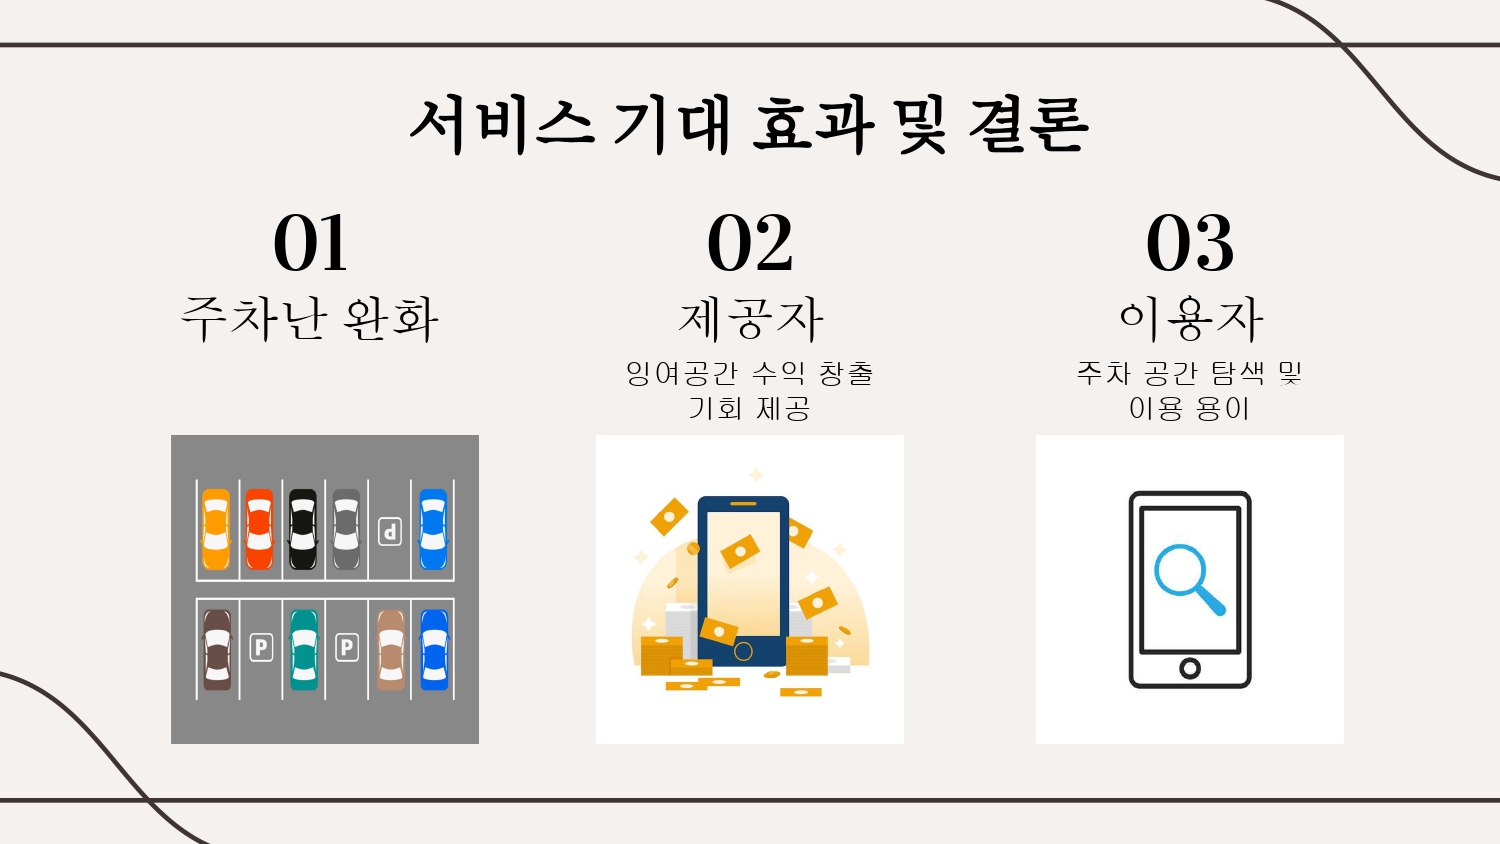 서비스 기대 효과 및 결론
01
주차난 완화
02
제공자
잉여공간 수익 창출
기회 제공
03
이용자
주차 공간 탐색 및
이용 용이
P
P
P